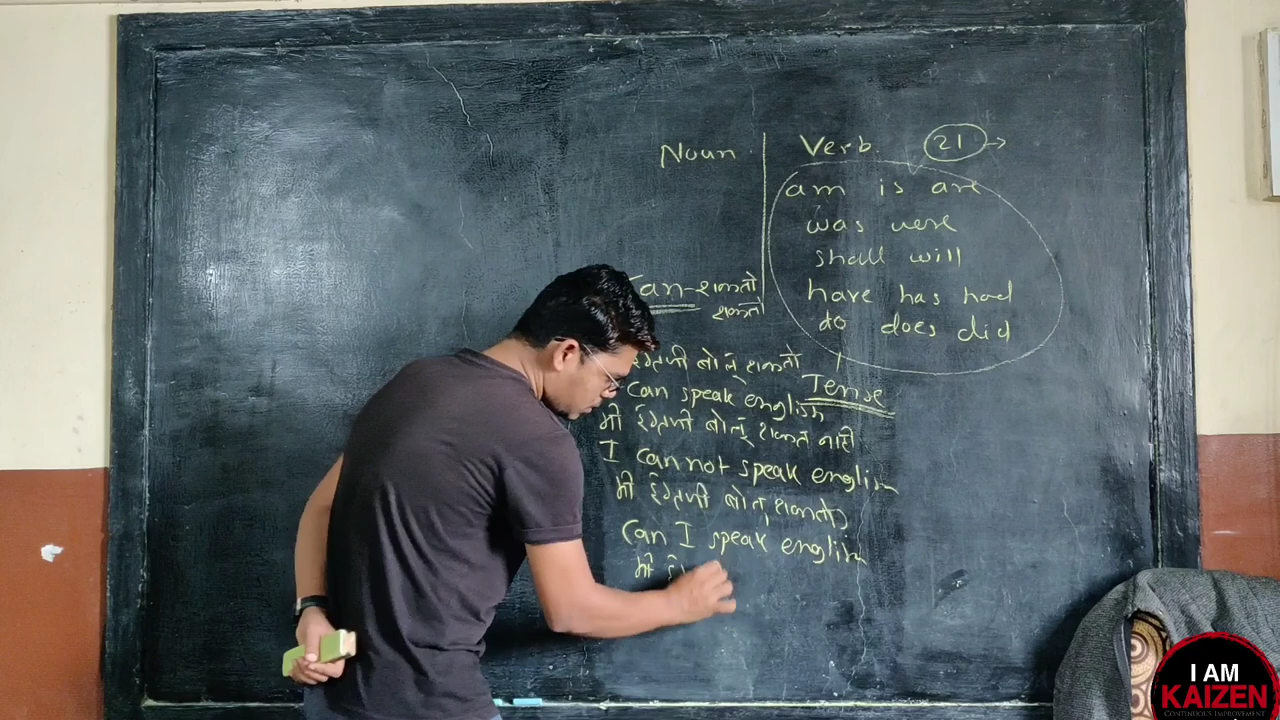 Noun
Verb. 21 →
am is are
was were
shall will
have has had
do does did
Tense
Can - शकतो
शकते
इंग्रजी बोलू शकतो
Can speak english
मी इंग्रजी बोलू शकत नाही
I can not speak english
मी इंग्रजी बोलू शकतो
Can I speak english
मी
I AM
KAIZEN
CONTINUOUS IMPROVEMENT